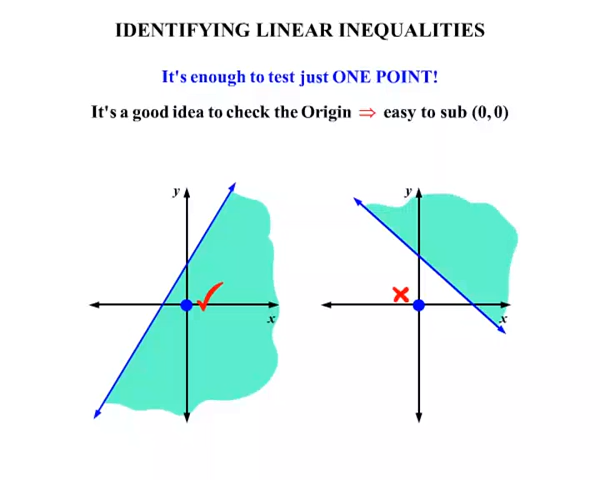 IDENTIFYING LINEAR INEQUALITIES
It's enough to test just ONE POINT!
It's a good idea to check the Origin ⇒ easy to sub (0,0)
y
y
x
x